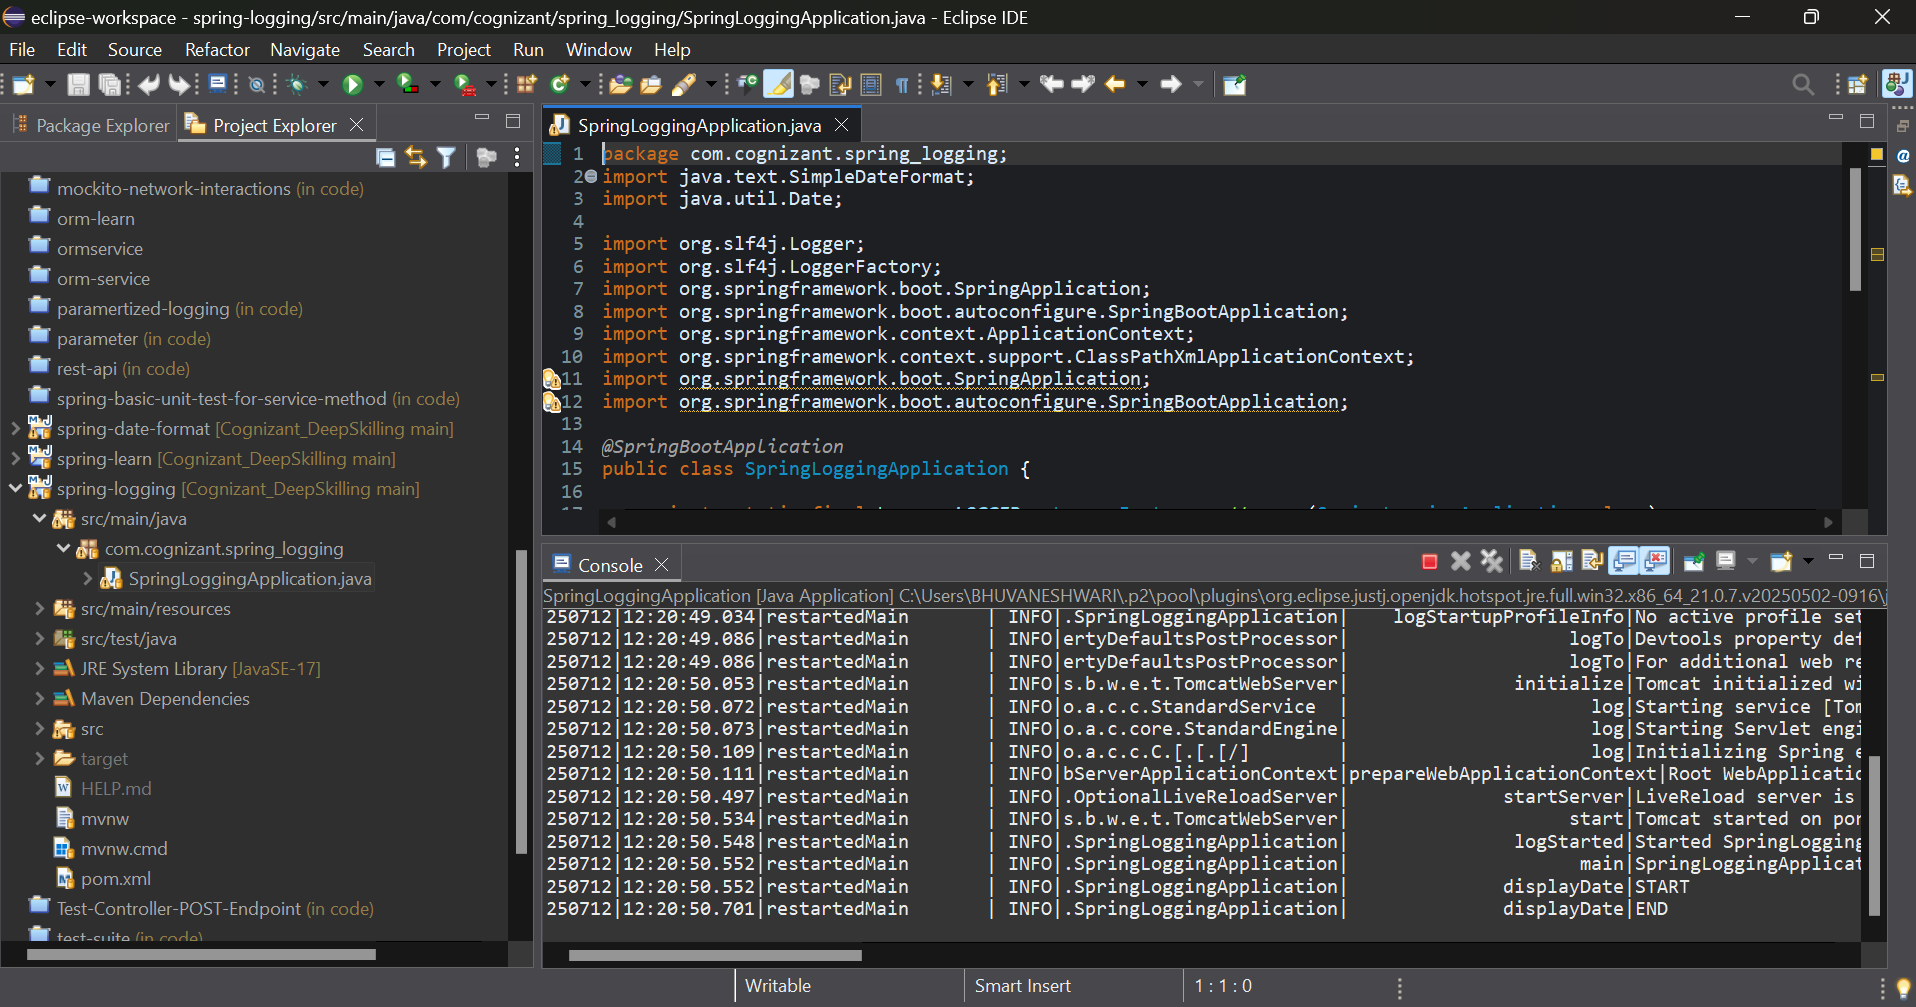 eclipse-workspace - spring-logging/src/main/java/com/cognizant/spring_logging/SpringLoggingApplication.java - Eclipse IDE
File Edit Source Refactor Navigate Search Project Run Window Help
Package Explorer Project Explorer
mockito-network-interactions (in code)
orm-learn
ormservice
orm-service
paramertized-logging (in code)
parameter (in code)
rest-api (in code)
spring-basic-unit-test-for-service-method (in code)
spring-date-format [Cognizant_DeepSkilling main]
spring-learn [Cognizant_DeepSkilling main]
spring-logging [Cognizant_DeepSkilling main]
src/main/java
com.cognizant.spring_logging
SpringLoggingApplication.java
src/main/resources
src/test/java
JRE System Library [JavaSE-17]
Maven Dependencies
src
target
HELP.md
mvnw
mvnw.cmd
pom.xml
Test-Controller-POST-Endpoint (in code)
test-suite (in code)
SpringLoggingApplication.java
1 package com.cognizant.spring_logging;
2 import java.text.SimpleDateFormat;
3 import java.util.Date;
4
5 import org.slf4j.Logger;
6 import org.slf4j.LoggerFactory;
7 import org.springframework.boot.SpringApplication;
8 import org.springframework.boot.autoconfigure.SpringBootApplication;
9 import org.springframework.context.ApplicationContext;
10 import org.springframework.context.support.ClassPathXmlApplicationContext;
11 import org.springframework.boot.SpringApplication;
12 import org.springframework.boot.autoconfigure.SpringBootApplication;
13
14 @SpringBootApplication
15 public class SpringLoggingApplication {
16
Console
SpringLoggingApplication [Java Application] C:\Users\BHUVANESHWARI\.p2\pool\plugins\org.eclipse.justj.openjdk.hotspot.jre.full.win32.x86_64_21.0.7.v20250502-0916\j
250712|12:20:49.034|restartedMain | INFO|.SpringLoggingApplication| logStartupProfileInfo|No active profile set
250712|12:20:49.086|restartedMain | INFO|ertyDefaultsPostProcessor| logTo|Devtools property def
250712|12:20:49.086|restartedMain | INFO|ertyDefaultsPostProcessor| logTo|For additional web re
250712|12:20:50.053|restartedMain | INFO|s.b.w.e.t.TomcatWebServer| initialize|Tomcat initialized wi
250712|12:20:50.072|restartedMain | INFO|o.a.c.c.StandardService | log|Starting service [Tom
250712|12:20:50.073|restartedMain | INFO|o.a.c.core.StandardEngine| log|Starting Servlet engi
250712|12:20:50.109|restartedMain | INFO|o.a.c.c.C.[.[.[/] | log|Initializing Spring e
250712|12:20:50.111|restartedMain | INFO|bServerApplicationContext|prepareWebApplicationContext|Root WebApplicatic
250712|12:20:50.497|restartedMain | INFO|.OptionalLiveReloadServer| startServer|LiveReload server is
250712|12:20:50.534|restartedMain | INFO|s.b.w.e.t.TomcatWebServer| start|Tomcat started on por
250712|12:20:50.548|restartedMain | INFO|.SpringLoggingApplication| logStarted|Started SpringLogging
250712|12:20:50.552|restartedMain | INFO|.SpringLoggingApplication| main|SpringLoggingApplicat
250712|12:20:50.552|restartedMain | INFO|.SpringLoggingApplication| displayDate|START
250712|12:20:50.701|restartedMain | INFO|.SpringLoggingApplication| displayDate|END
Writable Smart Insert 1 : 1 : 0